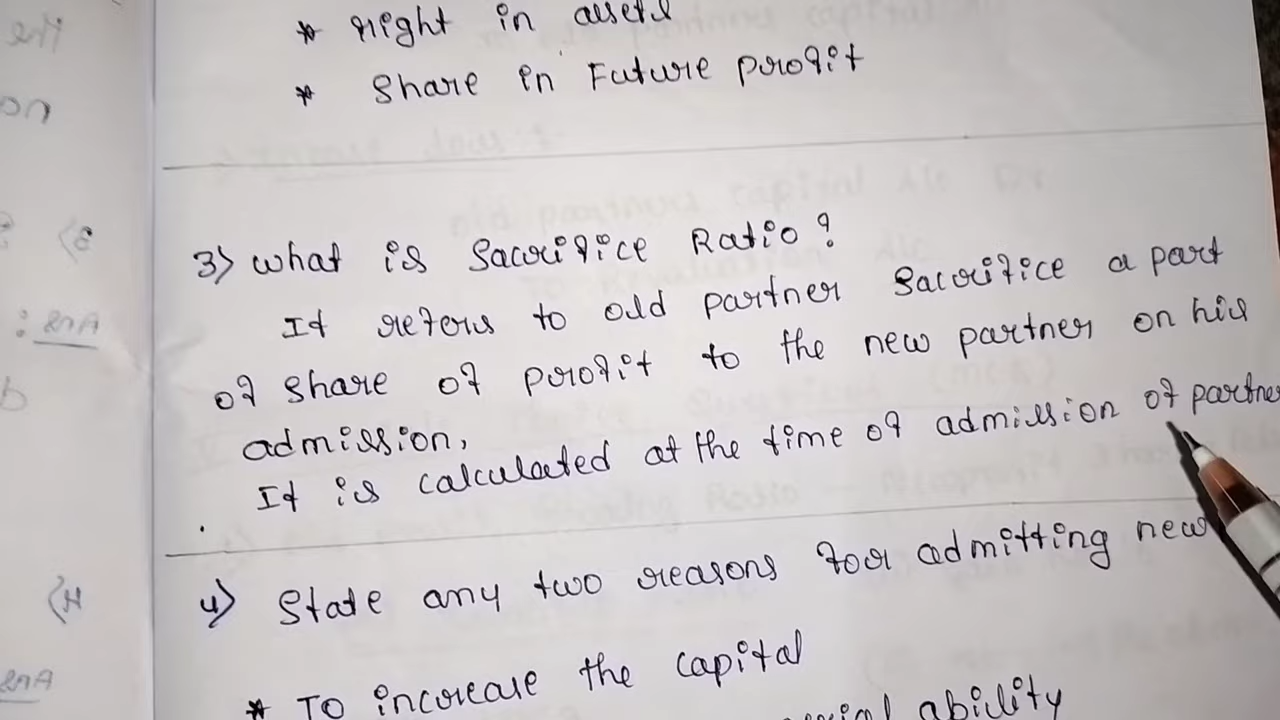 * right in assets
* Share in Future profit
3) What is Sacrifice Ratio?
It refers to old partner Sacrifice a part
of share of profit to the new partner on his
admission,
It is calculated at the time of admission of partner
4) State any two reasons for admitting new
* To increase the capital
ability